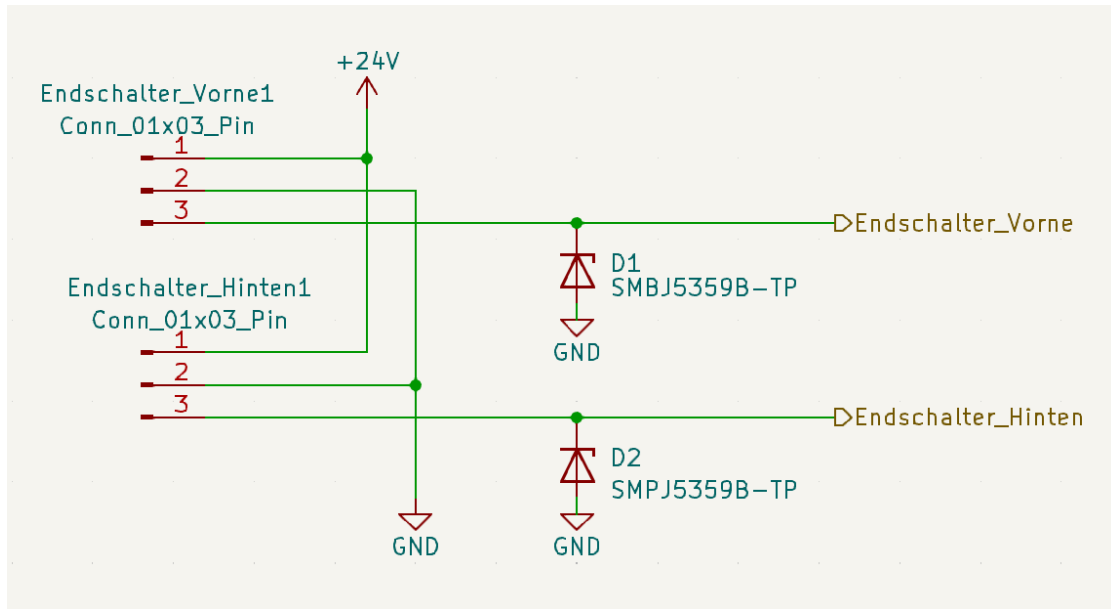 +24V
Endschalter_Vorne1
Conn_01x03_Pin
1
2
3
Endschalter_Vorne
D1
SMBJ5359B-TP
GND
Endschalter_Hinten1
Conn_01x03_Pin
1
2
3
Endschalter_Hinten
D2
SMPJ5359B-TP
GND
GND